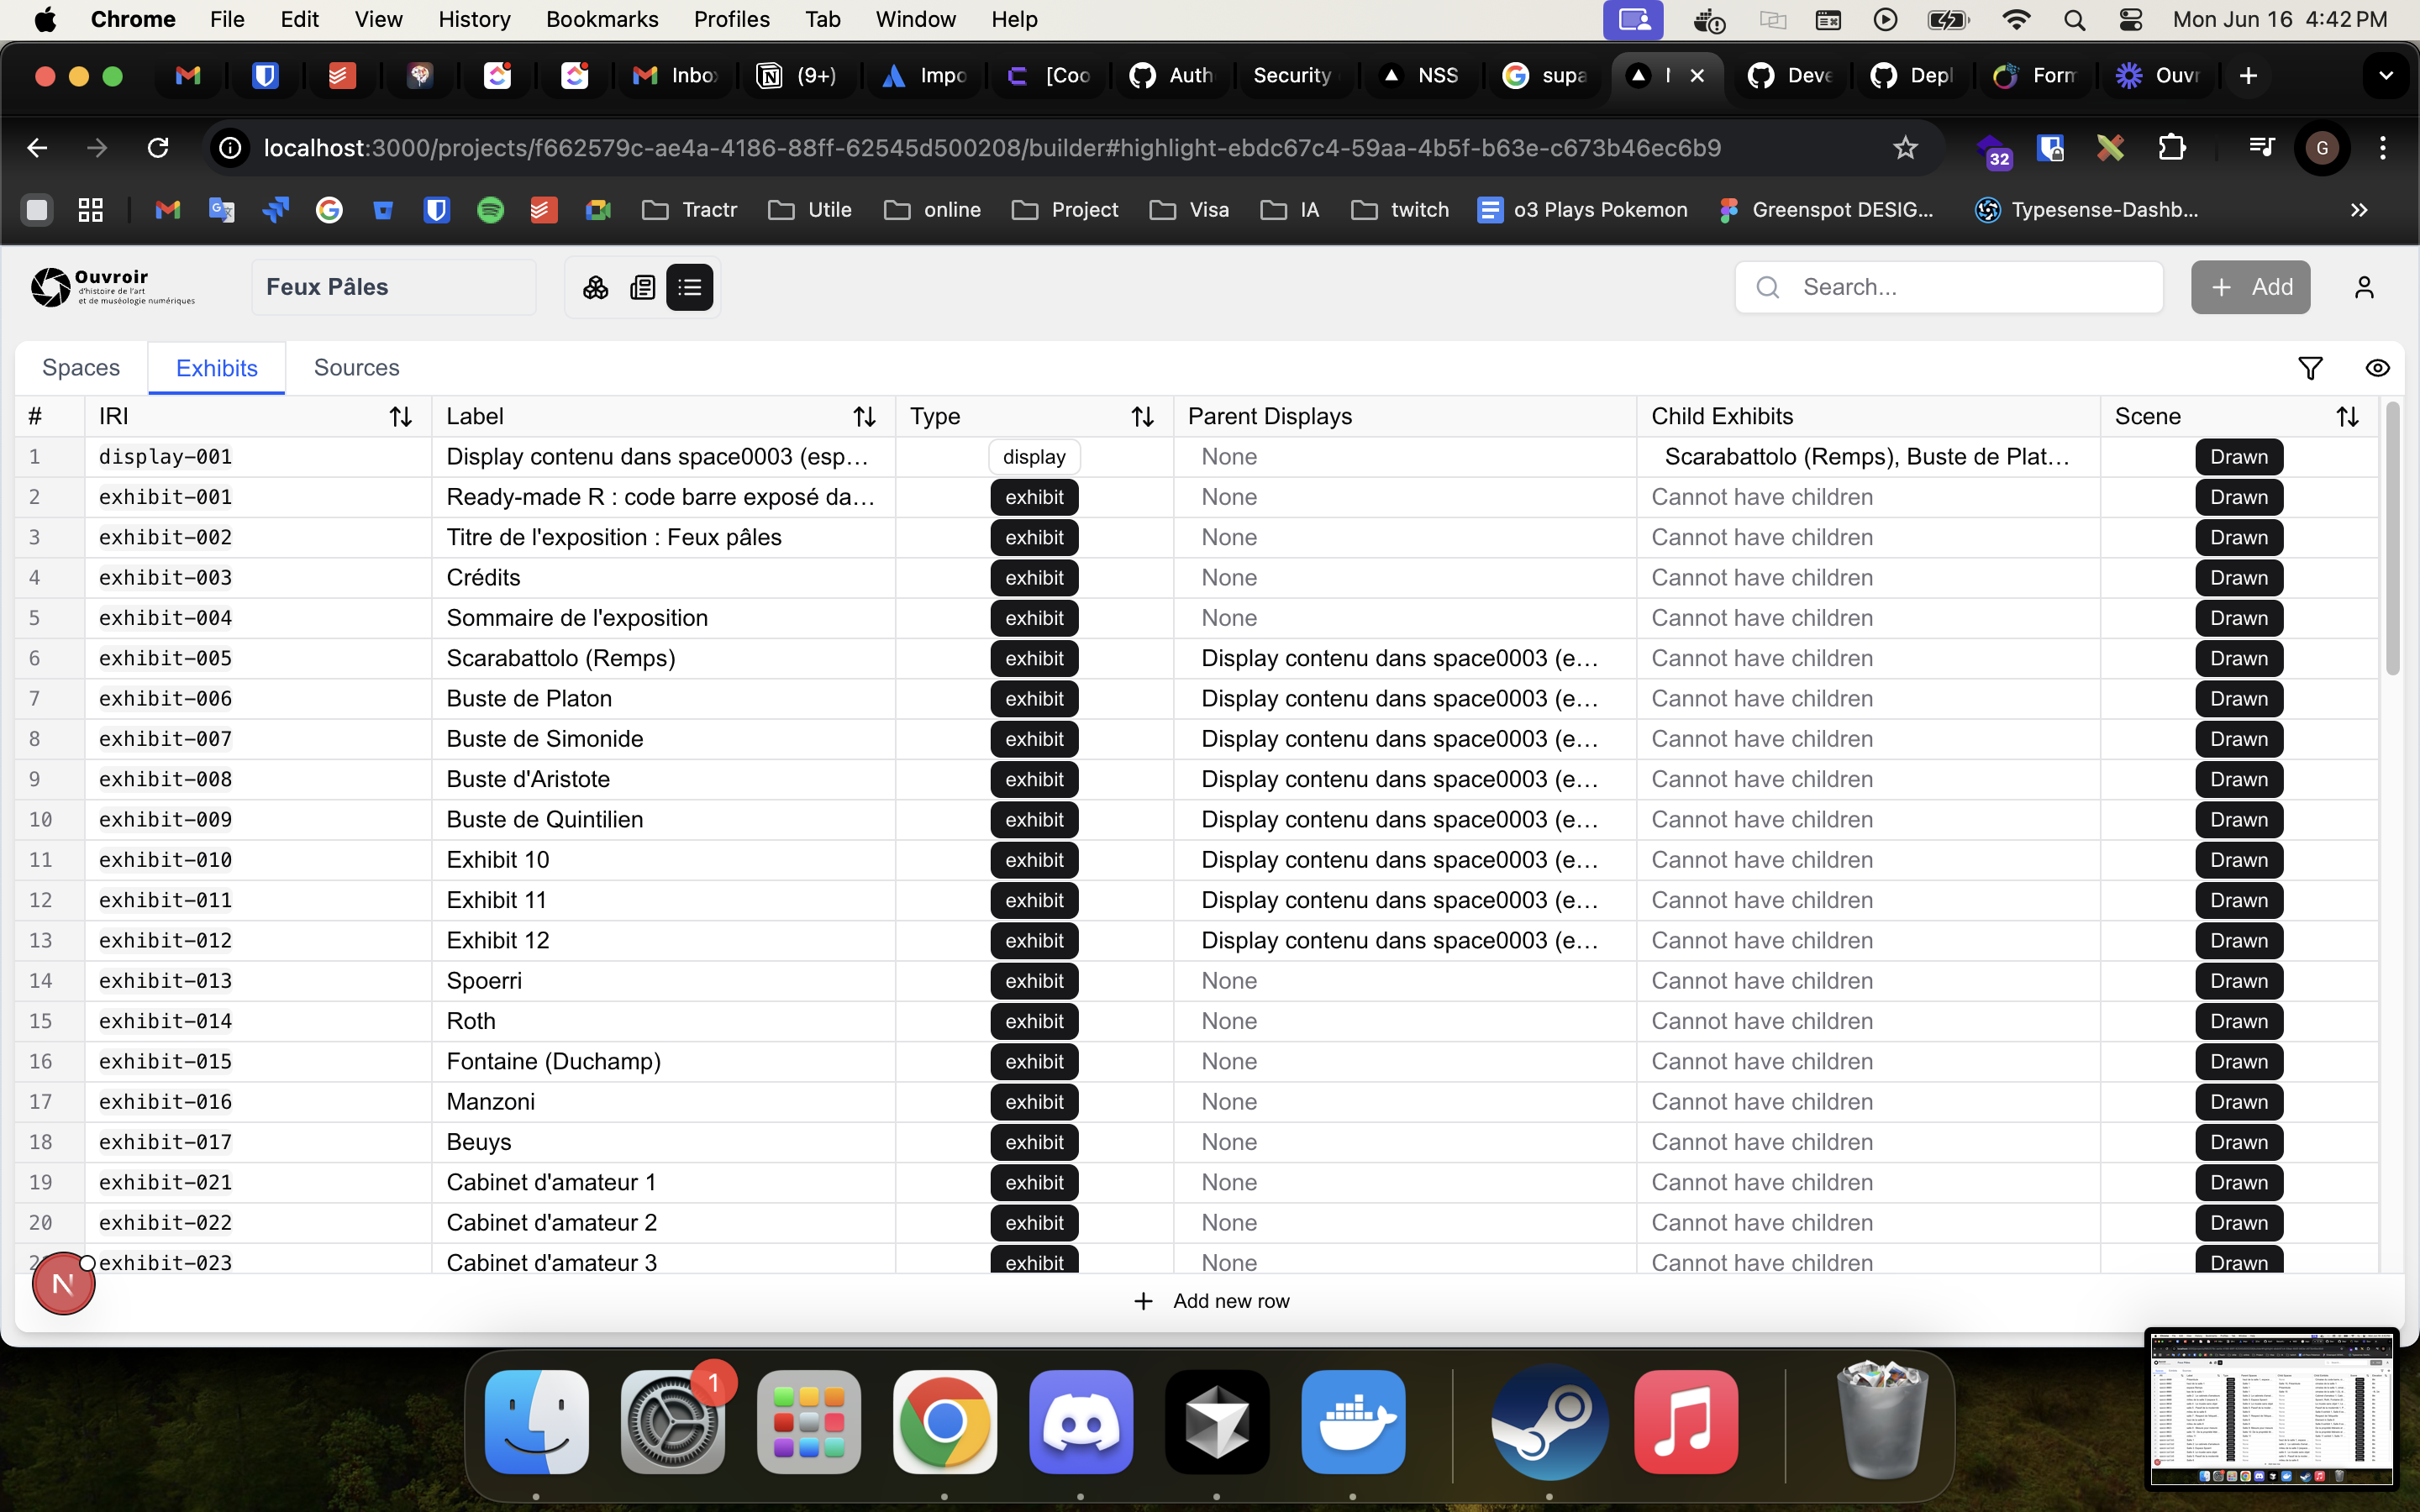 Chrome File Edit View History Bookmarks Profiles Tab Window Help Mon Jun 16 4:42 PM
Inbo (9+) Impo [Coo Auth Security NSS supa Deve Depl Form Ouvr
localhost:3000/projects/f662579c-ae4a-4186-88ff-62545d500208/builder#highlight-ebdc67c4-59aa-4b5f-b63e-c673b46ec6b9 32 G
Tractr Utile online Project Visa IA twitch o3 Plays Pokemon Greenspot DESIG... Typesense-Dashb...
Ouvroir
d'histoire de l'art
et de muséologie numériques
Feux Pâles Search... + Add
Spaces Exhibits Sources
# IRI Label Type Parent Displays Child Exhibits Scene
1 display-001 Display contenu dans space0003 (esp... display None Scarabattolo (Remps), Buste de Plat... Drawn
2 exhibit-001 Ready-made R : code barre exposé da... exhibit None Cannot have children Drawn
3 exhibit-002 Titre de l'exposition : Feux pâles exhibit None Cannot have children Drawn
4 exhibit-003 Crédits exhibit None Cannot have children Drawn
5 exhibit-004 Sommaire de l'exposition exhibit None Cannot have children Drawn
6 exhibit-005 Scarabattolo (Remps) exhibit Display contenu dans space0003 (e... Cannot have children Drawn
7 exhibit-006 Buste de Platon exhibit Display contenu dans space0003 (e... Cannot have children Drawn
8 exhibit-007 Buste de Simonide exhibit Display contenu dans space0003 (e... Cannot have children Drawn
9 exhibit-008 Buste d'Aristote exhibit Display contenu dans space0003 (e... Cannot have children Drawn
10 exhibit-009 Buste de Quintilien exhibit Display contenu dans space0003 (e... Cannot have children Drawn
11 exhibit-010 Exhibit 10 exhibit Display contenu dans space0003 (e... Cannot have children Drawn
12 exhibit-011 Exhibit 11 exhibit Display contenu dans space0003 (e... Cannot have children Drawn
13 exhibit-012 Exhibit 12 exhibit Display contenu dans space0003 (e... Cannot have children Drawn
14 exhibit-013 Spoerri exhibit None Cannot have children Drawn
15 exhibit-014 Roth exhibit None Cannot have children Drawn
16 exhibit-015 Fontaine (Duchamp) exhibit None Cannot have children Drawn
17 exhibit-016 Manzoni exhibit None Cannot have children Drawn
18 exhibit-017 Beuys exhibit None Cannot have children Drawn
19 exhibit-021 Cabinet d'amateur 1 exhibit None Cannot have children Drawn
20 exhibit-022 Cabinet d'amateur 2 exhibit None Cannot have children Drawn
exhibit-023 Cabinet d'amateur 3 exhibit None Cannot have children Drawn
N
+ Add new row
1